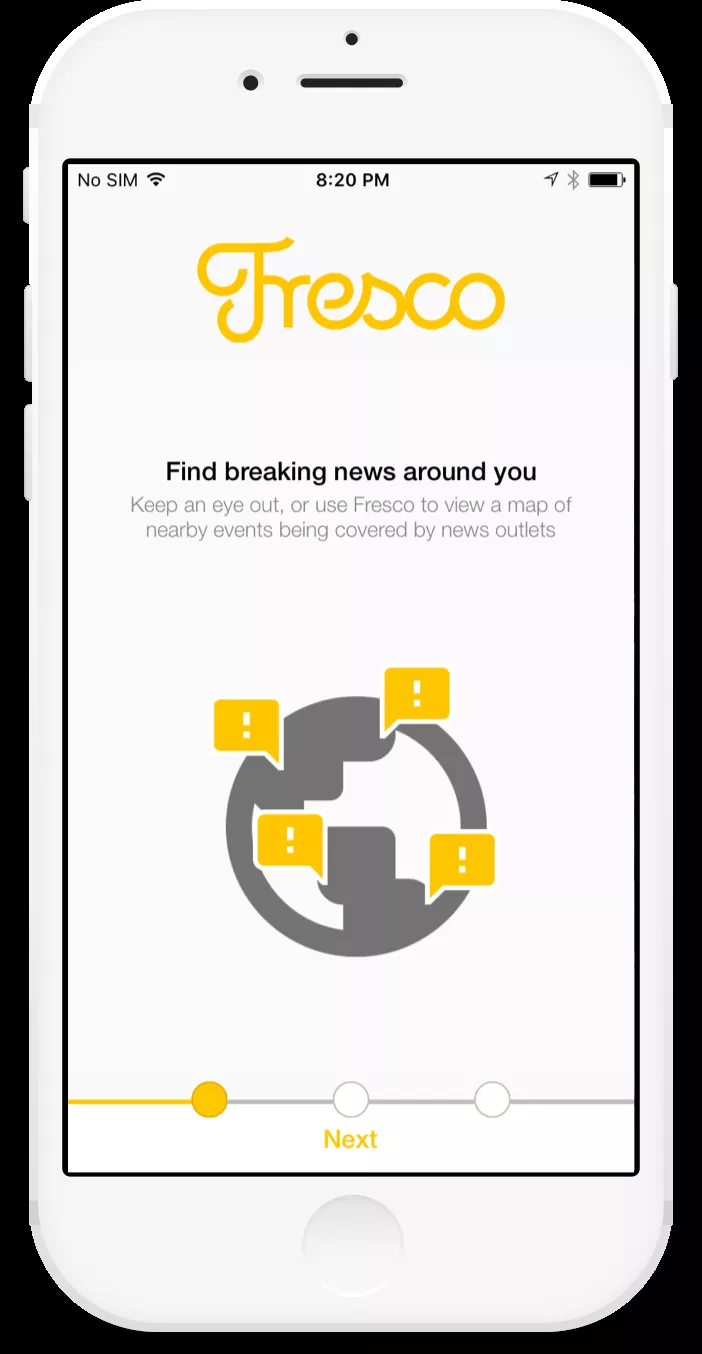 No SIM
8:20 PM
Fresco
Find breaking news around you
Keep an eye out, or use Fresco to view a map of
nearby events being covered by news outlets
!
!
!
!
Next